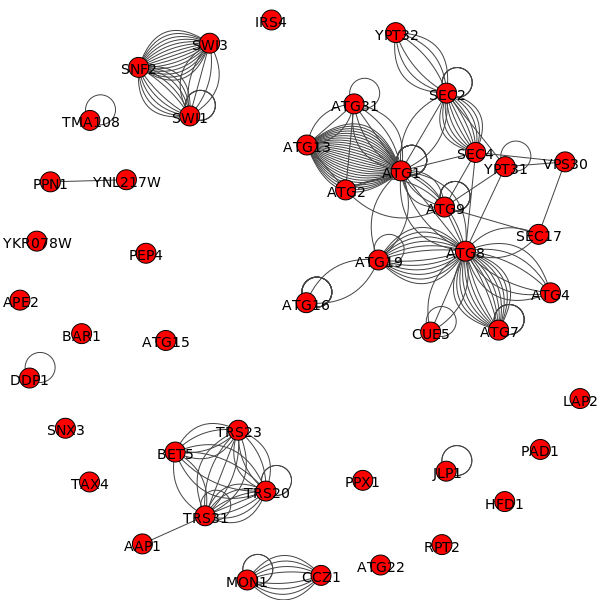 IRS4
YPT32
SWI3
SNF2
SEC2
ATG31
SWI1
TMA108
ATG13
SEC4
YPT31
VPS30
ATG1
PPN1
YNL217W
ATG2
ATG9
SEC17
YKR078W
PEP4
ATG8
ATG19
ATG4
APE2
ATG16
BAR1
ATG15
CUE5
ATG7
DDP1
LAP2
SNX3
TRS23
BET5
PAD1
TAX4
PPX1
JLP1
TRS20
HFD1
TRS31
AAP1
RPT2
ATG22
MON1
CCZ1